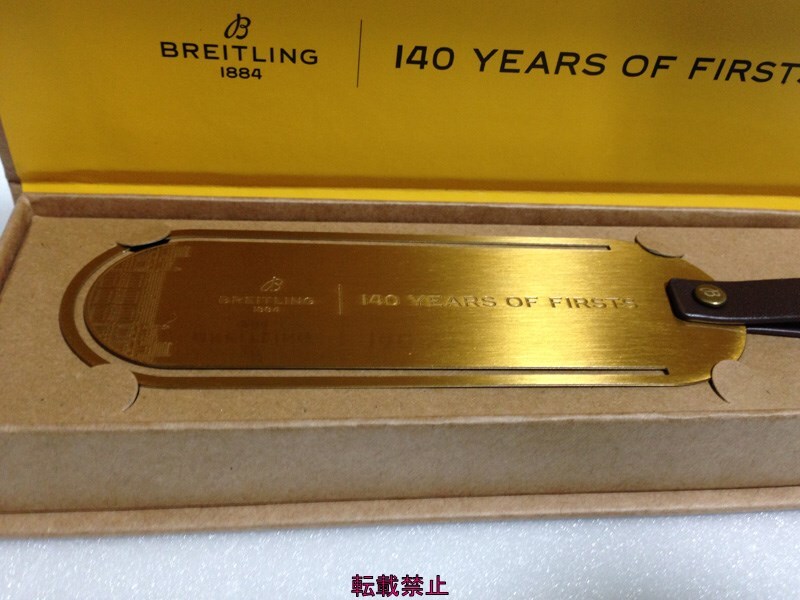 B
BREITLING
1884
140 YEARS OF FIRSTS
B
BREITLING
1884
140 YEARS OF FIRSTS
B
転載禁止